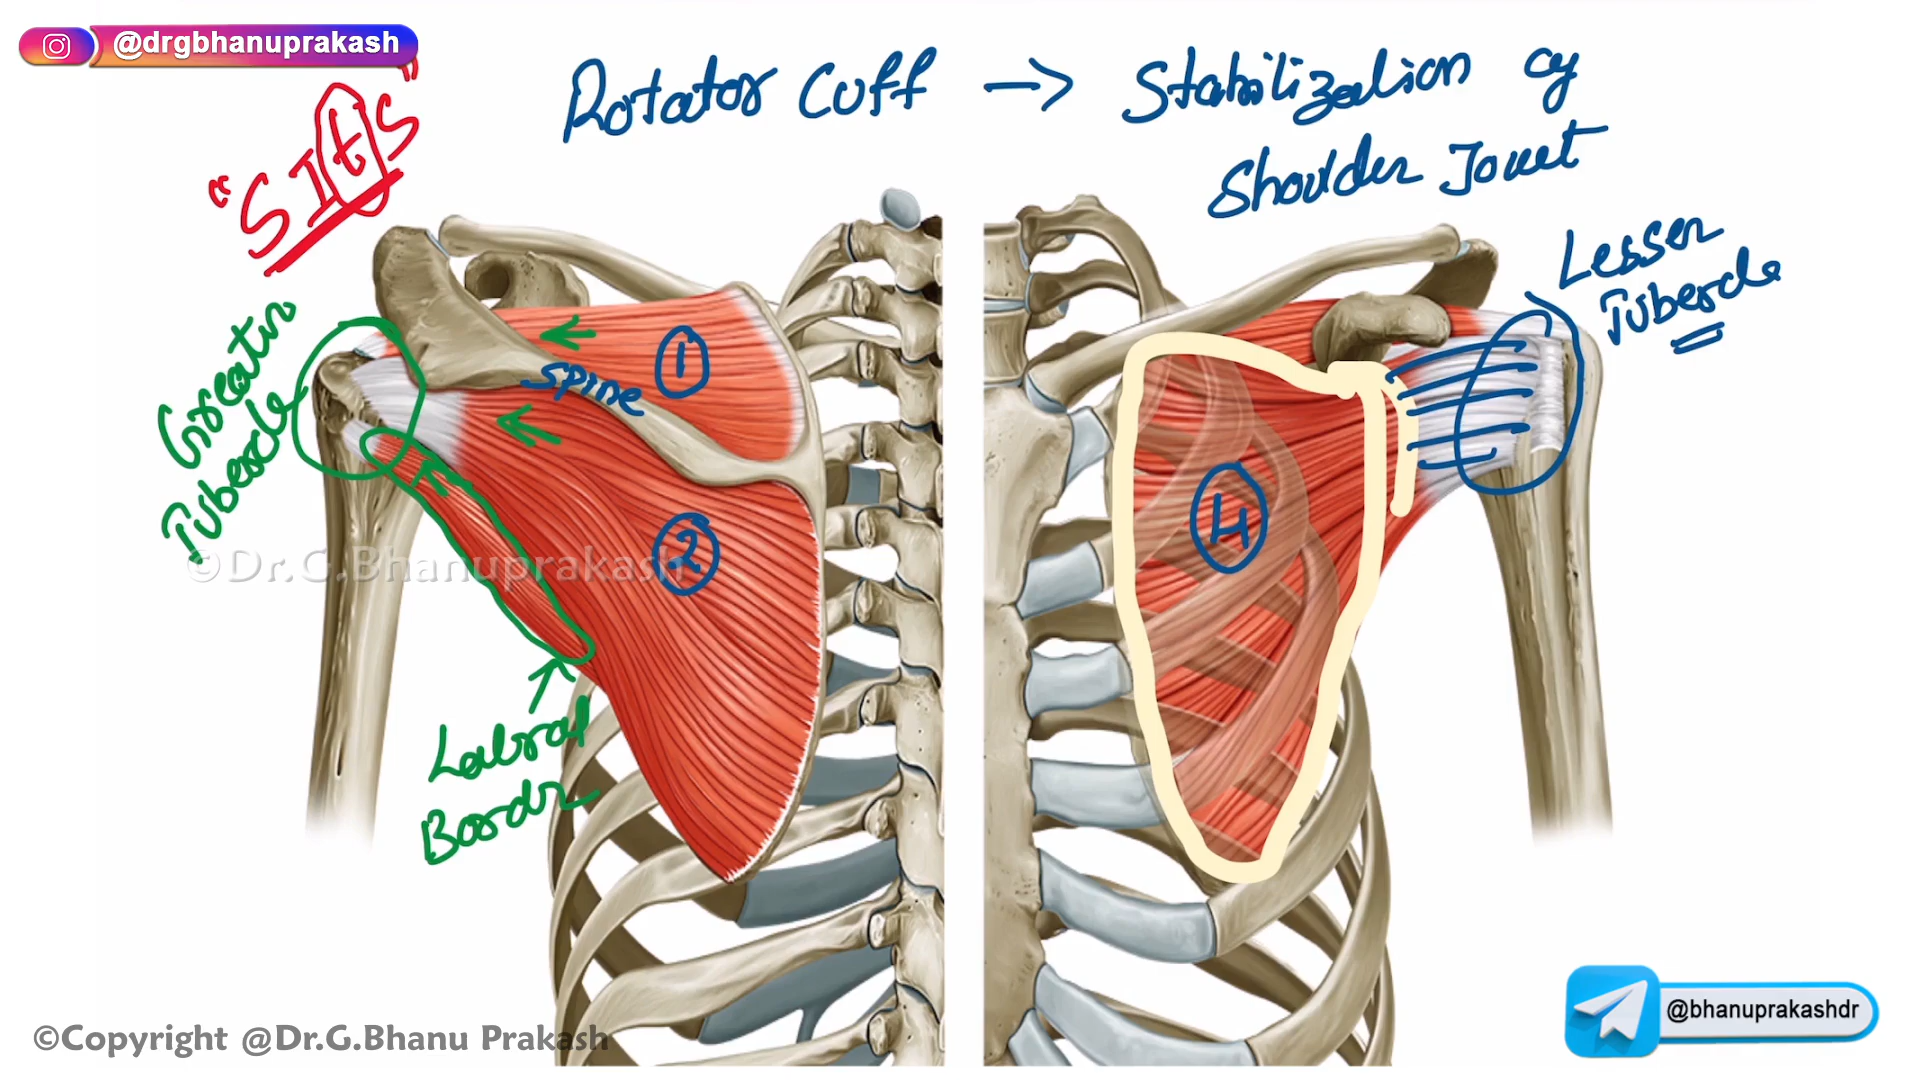 @drgbhanuprakash
Rotator Cuff → Stabilization of
Shoulder Joint
"SItS"
Lesser
Tubercle
Greater
Tubercle
spine
1
2
4
©Dr.G.Bhanuprakash
Lateral
Border
©Copyright @Dr.G.Bhanu Prakash
@bhanuprakashdr